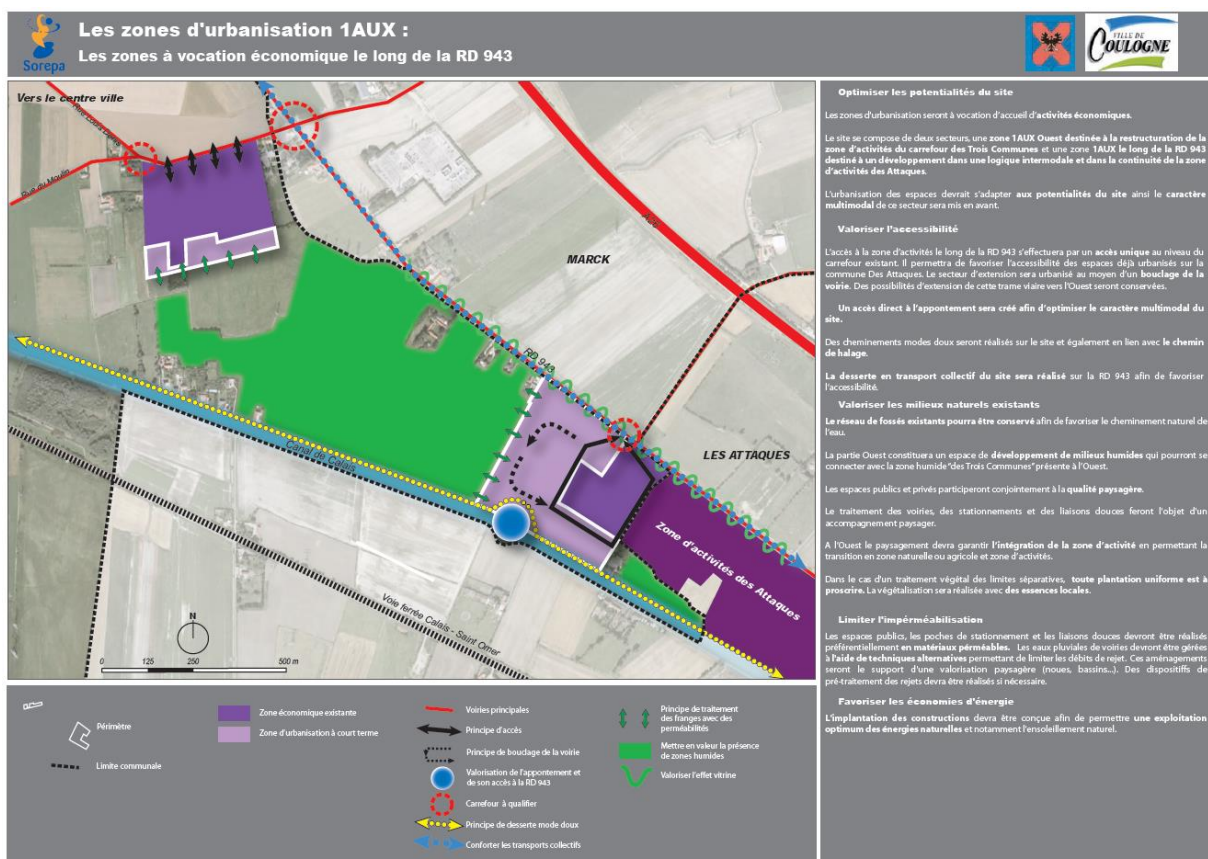 Les zones d'urbanisation 1AUX :
Les zones à vocation économique le long de la RD 943
Sorepa
VILLE DE
COULOGNE
Vers le centre ville
Rue du Moulin
A26
MARCK
RD 943
LES ATTAQUES
Canal de Calais
Zone d'activités des Attaques
Voie ferrée Calais - Saint Omer
N
0 125 250 500 m
Périmètre
Limite communale
Zone économique existante
Zone d'urbanisation à court terme
Voiries principales
Principe d'accès
Principe de bouclage de la voirie
Valorisation de l'appontement et
de son accès à la RD 943
Carrefour à qualifier
Principe de desserte mode doux
Conforter les transports collectifs
Principe de traitement
des franges avec des
perméabilités
Mettre en valeur la présence
de zones humides
Valoriser l'effet vitrine
Optimiser les potentialités du site
Les zones d'urbanisation seront à vocation d'accueil d'activités économiques.
Le site se compose de deux secteurs, une zone 1AUX Ouest destinée à la restructuration de la
zone d'activités du carrefour des Trois Communes et une zone 1AUX le long de la RD 943
destiné à un développement dans une logique intermodale et dans la continuité de la zone
d'activités des Attaques.
L'urbanisation des espaces devrait s'adapter aux potentialités du site ainsi le caractère
multimodal de ce secteur sera mis en avant.
Valoriser l'accessibilité
L'accès à la zone d'activités le long de la RD 943 s'effectuera par un accès unique au niveau du
carrefour existant. Il permettra de favoriser l'accessibilité des espaces déjà urbanisés sur la
commune Des Attaques. Le secteur d'extension sera urbanisé au moyen d'un bouclage de la
voirie. Des possibilités d'extension de cette trame viaire vers l'Ouest seront conservées.
Un accès direct à l'appontement sera créé afin d'optimiser le caractère multimodal du
site.
Des cheminements modes doux seront réalisés sur le site et également en lien avec le chemin
de halage.
La desserte en transport collectif du site sera réalisé sur la RD 943 afin de favoriser
l'accessibilité.
Valoriser les milieux naturels existants
Le réseau de fossés existants pourra être conservé afin de favoriser le cheminement naturel de
l'eau.
La partie Ouest constituera un espace de développement de milieux humides qui pourront se
connecter avec la zone humide "des Trois Communes" présente à l'Ouest.
Les espaces publics et privés participeront conjointement à la qualité paysagère.
Le traitement des voiries, des stationnements et des liaisons douces feront l'objet d'un
accompagnement paysager.
A l'Ouest le paysagement devra garantir l'intégration de la zone d'activité en permettant la
transition en zone naturelle ou agricole et zone d'activités.
Dans le cas d'un traitement végétal des limites séparatives, toute plantation uniforme est à
proscrire. La végétalisation sera réalisée avec des essences locales.
Limiter l'impérméabilisation
Les espaces publics, les poches de stationnement et les liaisons douces devront être réalisés
préférentiellement en matériaux pérméables. Les eaux pluviales de voiries devront être gérées
à l'aide de techniques alternatives permettant de limiter les débits de rejet. Ces aménagements
seront le support d'une valorisation paysagère (noues, bassins...). Des dispositifs de
pré-traitement des rejets devra être réalisés si nécessaire.
Favoriser les économies d'énergie
L'implantation des constructions devra être conçue afin de permettre une exploitation
optimum des énergies naturelles et notamment l'ensoleillement naturel.